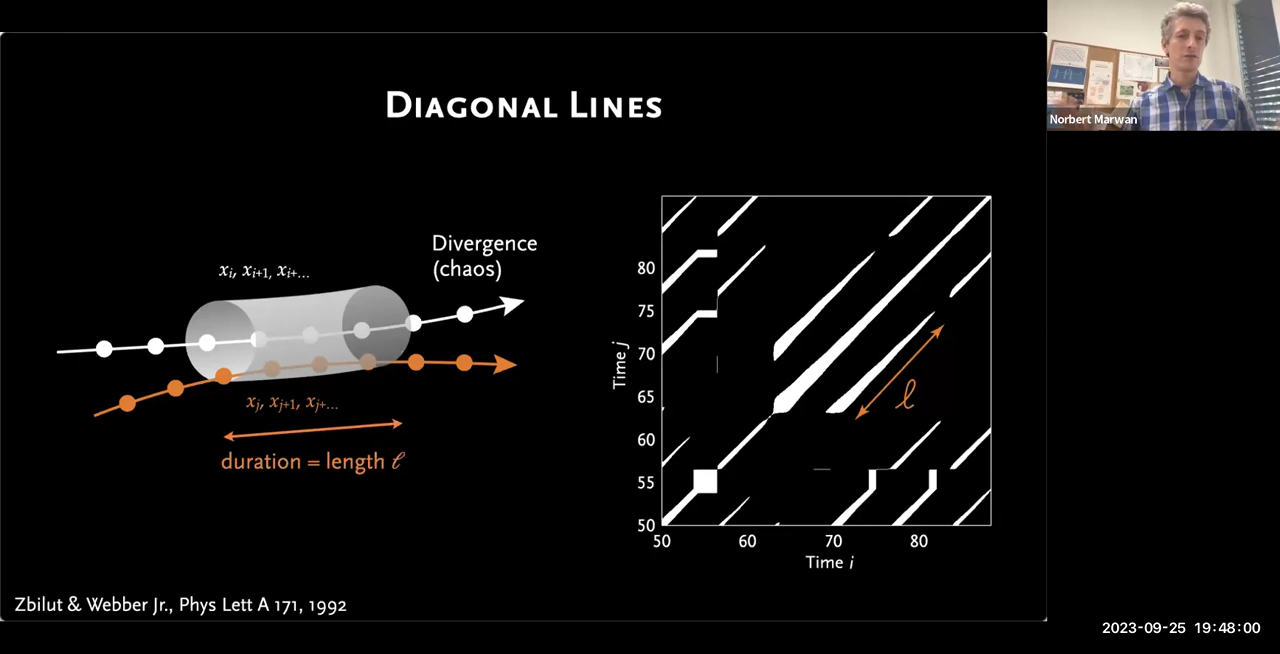 DIAGONAL LINES
Norbert Marwan
Divergence
(chaos)
xi, xi+1, xi+...
xj, xj+1, xj+...
duration = length ℓ
80
75
70
65
60
55
50
Time j
ℓ
50 60 70 80
Time i
Zbilut & Webber Jr., Phys Lett A 171, 1992
2023-09-25 19:48:00